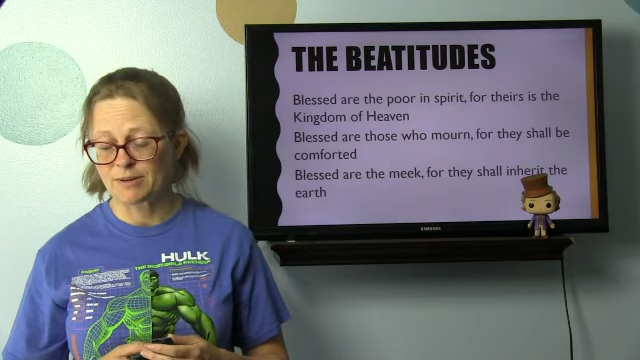 THE BEATITUDES
Blessed are the poor in spirit, for theirs is the
Kingdom of Heaven
Blessed are those who mourn, for they shall be
comforted
Blessed are the meek, for they shall inherit the
earth
SAMSUNG
HULK